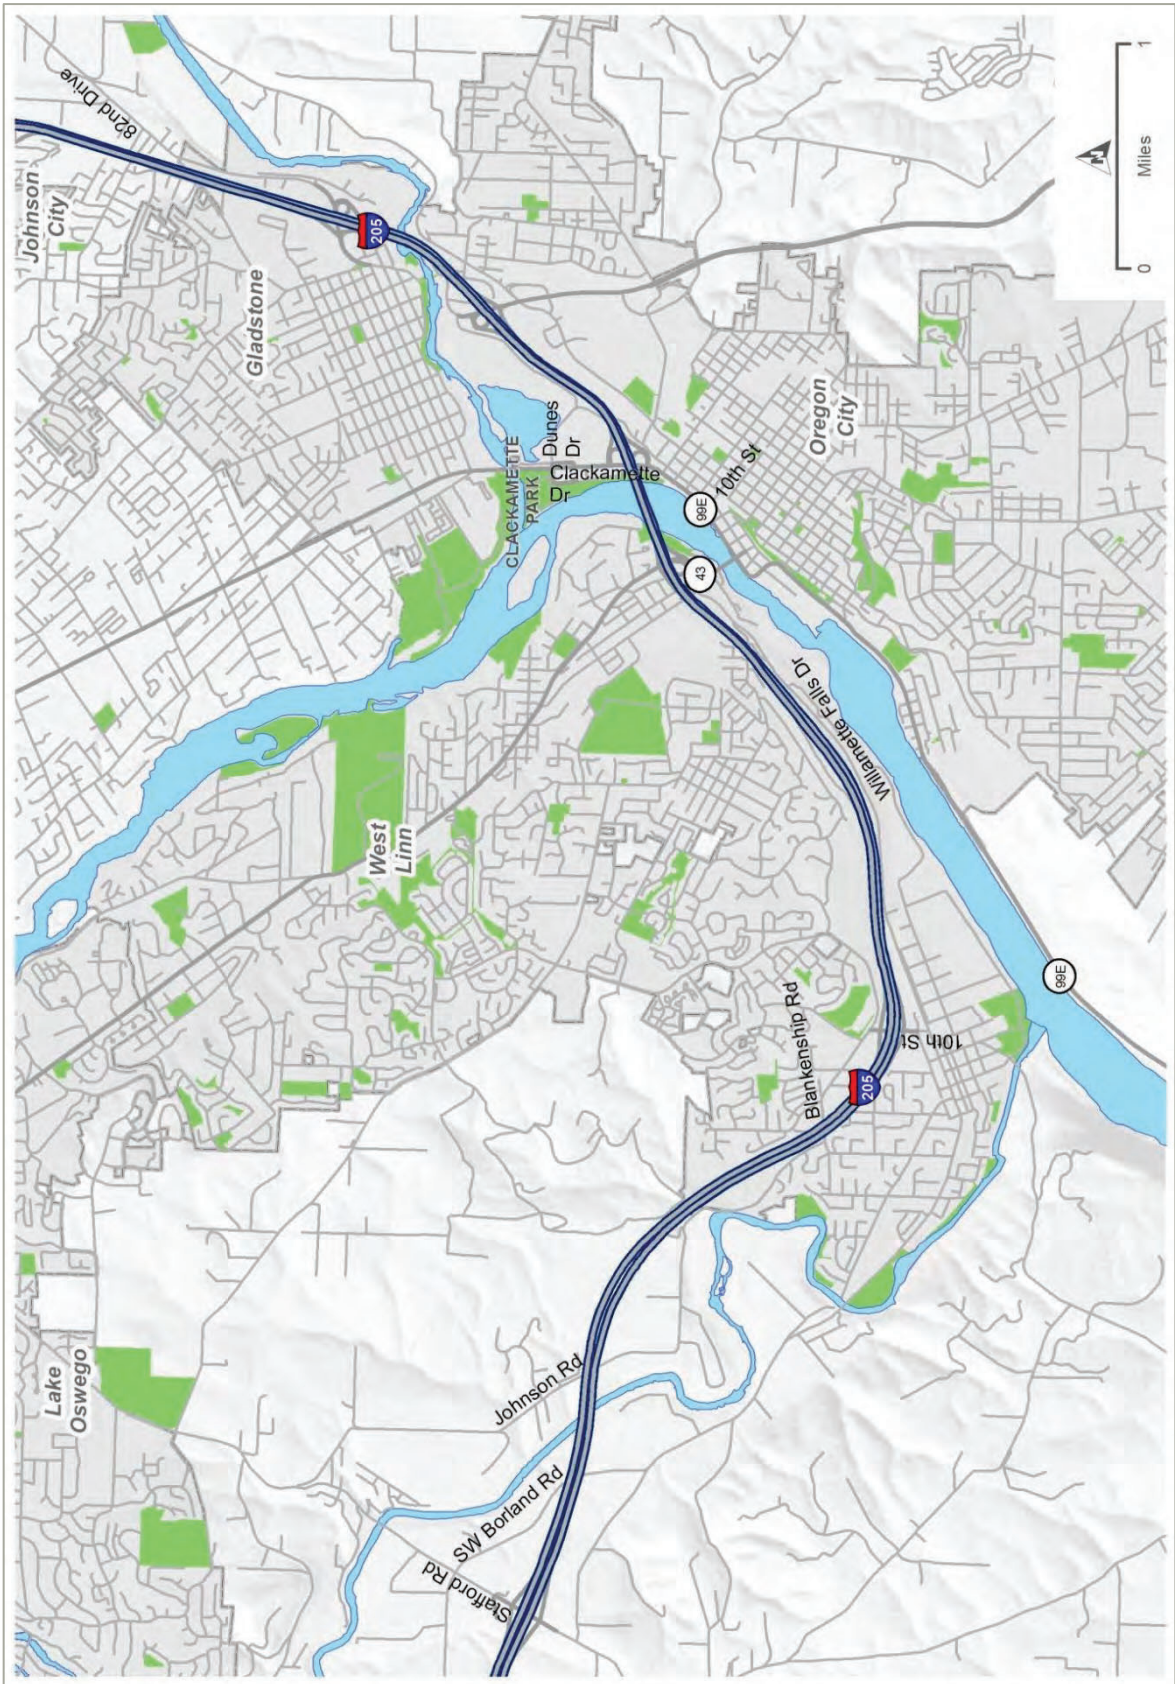 82nd Drive
Johnson
City
Gladstone
205
CLACKAMETTE
PARK
Dunes
Dr
Clackamette
Dr
Oregon
City
10th St
99E
43
West
Linn
Willamette Falls Dr
99E
Blankenship Rd
10th St
205
Lake
Oswego
Johnson Rd
SW Borland Rd
Stafford Rd
N
0
1
Miles